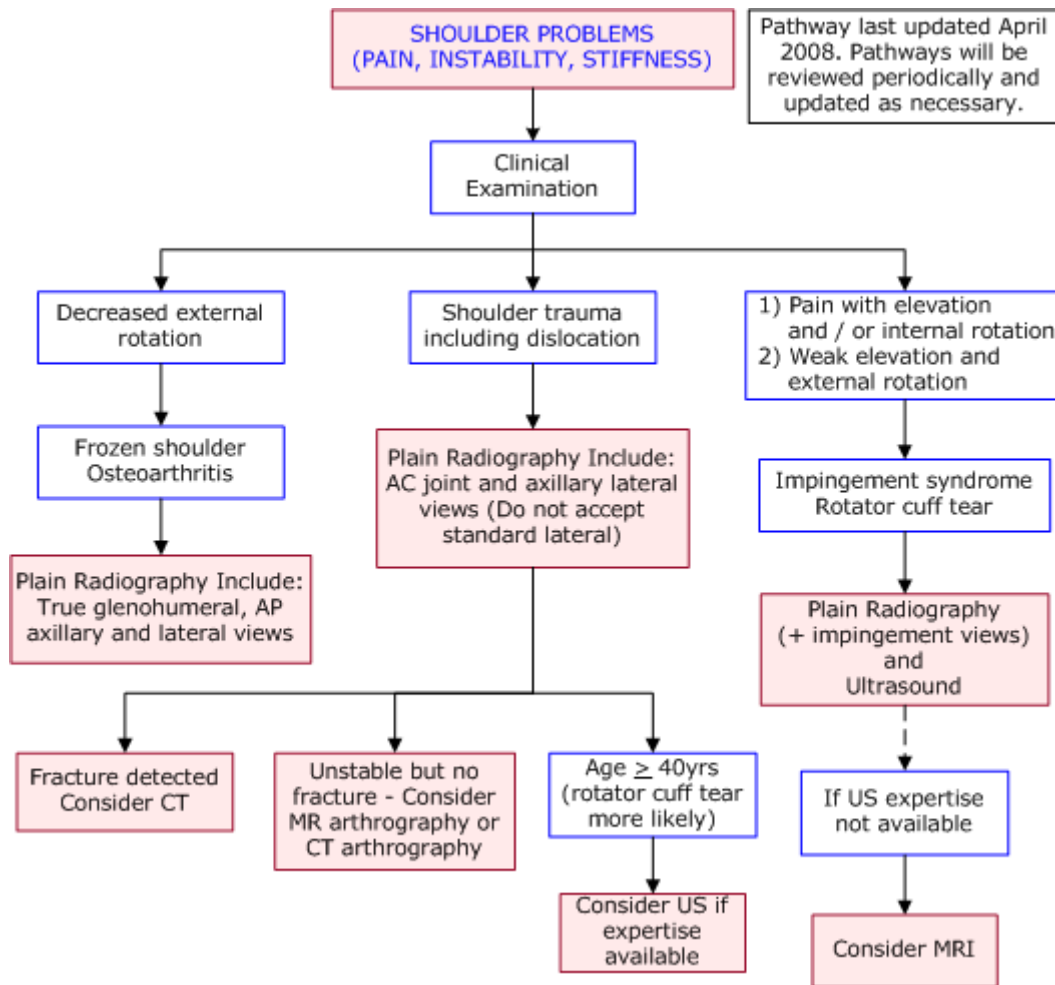 SHOULDER PROBLEMS
(PAIN, INSTABILITY, STIFFNESS)
Pathway last updated April
2008. Pathways will be
reviewed periodically and
updated as necessary.
Clinical
Examination
Decreased external
rotation
Shoulder trauma
including dislocation
1) Pain with elevation
and / or internal rotation
2) Weak elevation and
external rotation
Frozen shoulder
Osteoarthritis
Plain Radiography Include:
AC joint and axillary lateral
views (Do not accept
standard lateral)
Impingement syndrome
Rotator cuff tear
Plain Radiography Include:
True glenohumeral, AP
axillary and lateral views
Plain Radiography
(+ impingement views)
and
Ultrasound
Fracture detected
Consider CT
Unstable but no
fracture - Consider
MR arthrography or
CT arthrography
Age ≥ 40yrs
(rotator cuff tear
more likely)
If US expertise
not available
Consider US if
expertise
available
Consider MRI